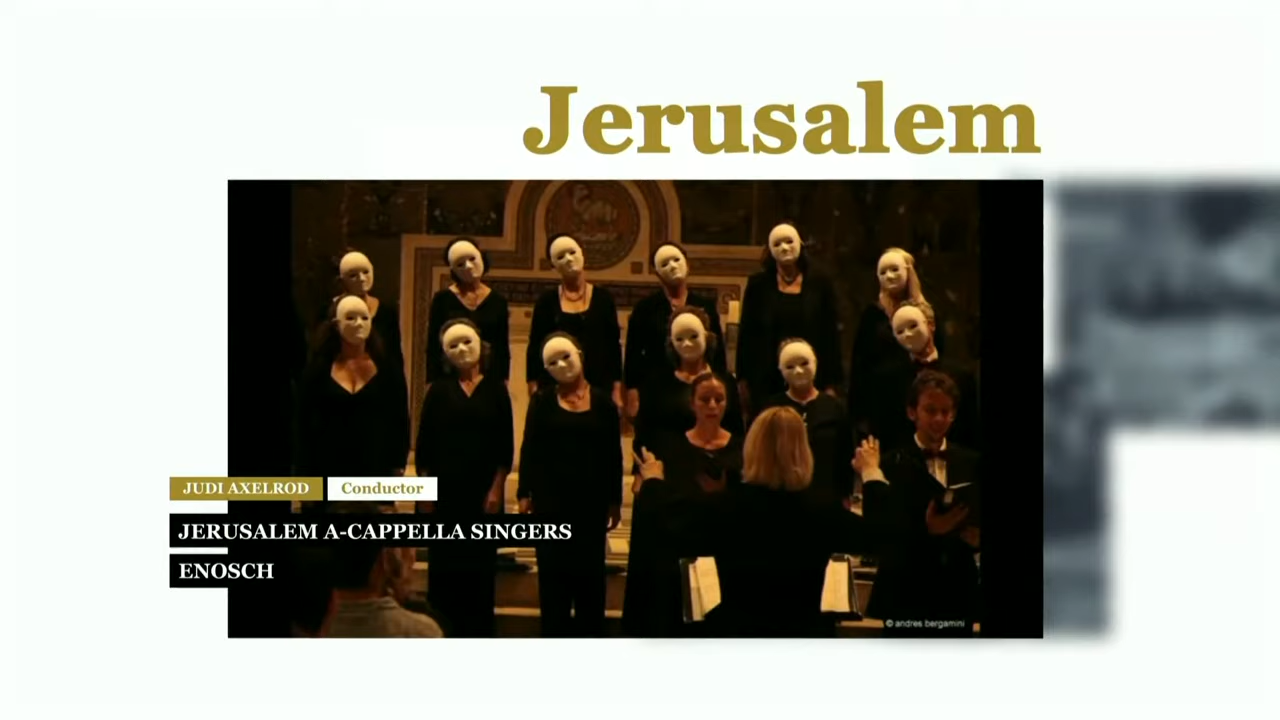 Jerusalem
JUDI AXELROD Conductor
JERUSALEM A-CAPPELLA SINGERS
ENOSCH
© andres bergamini